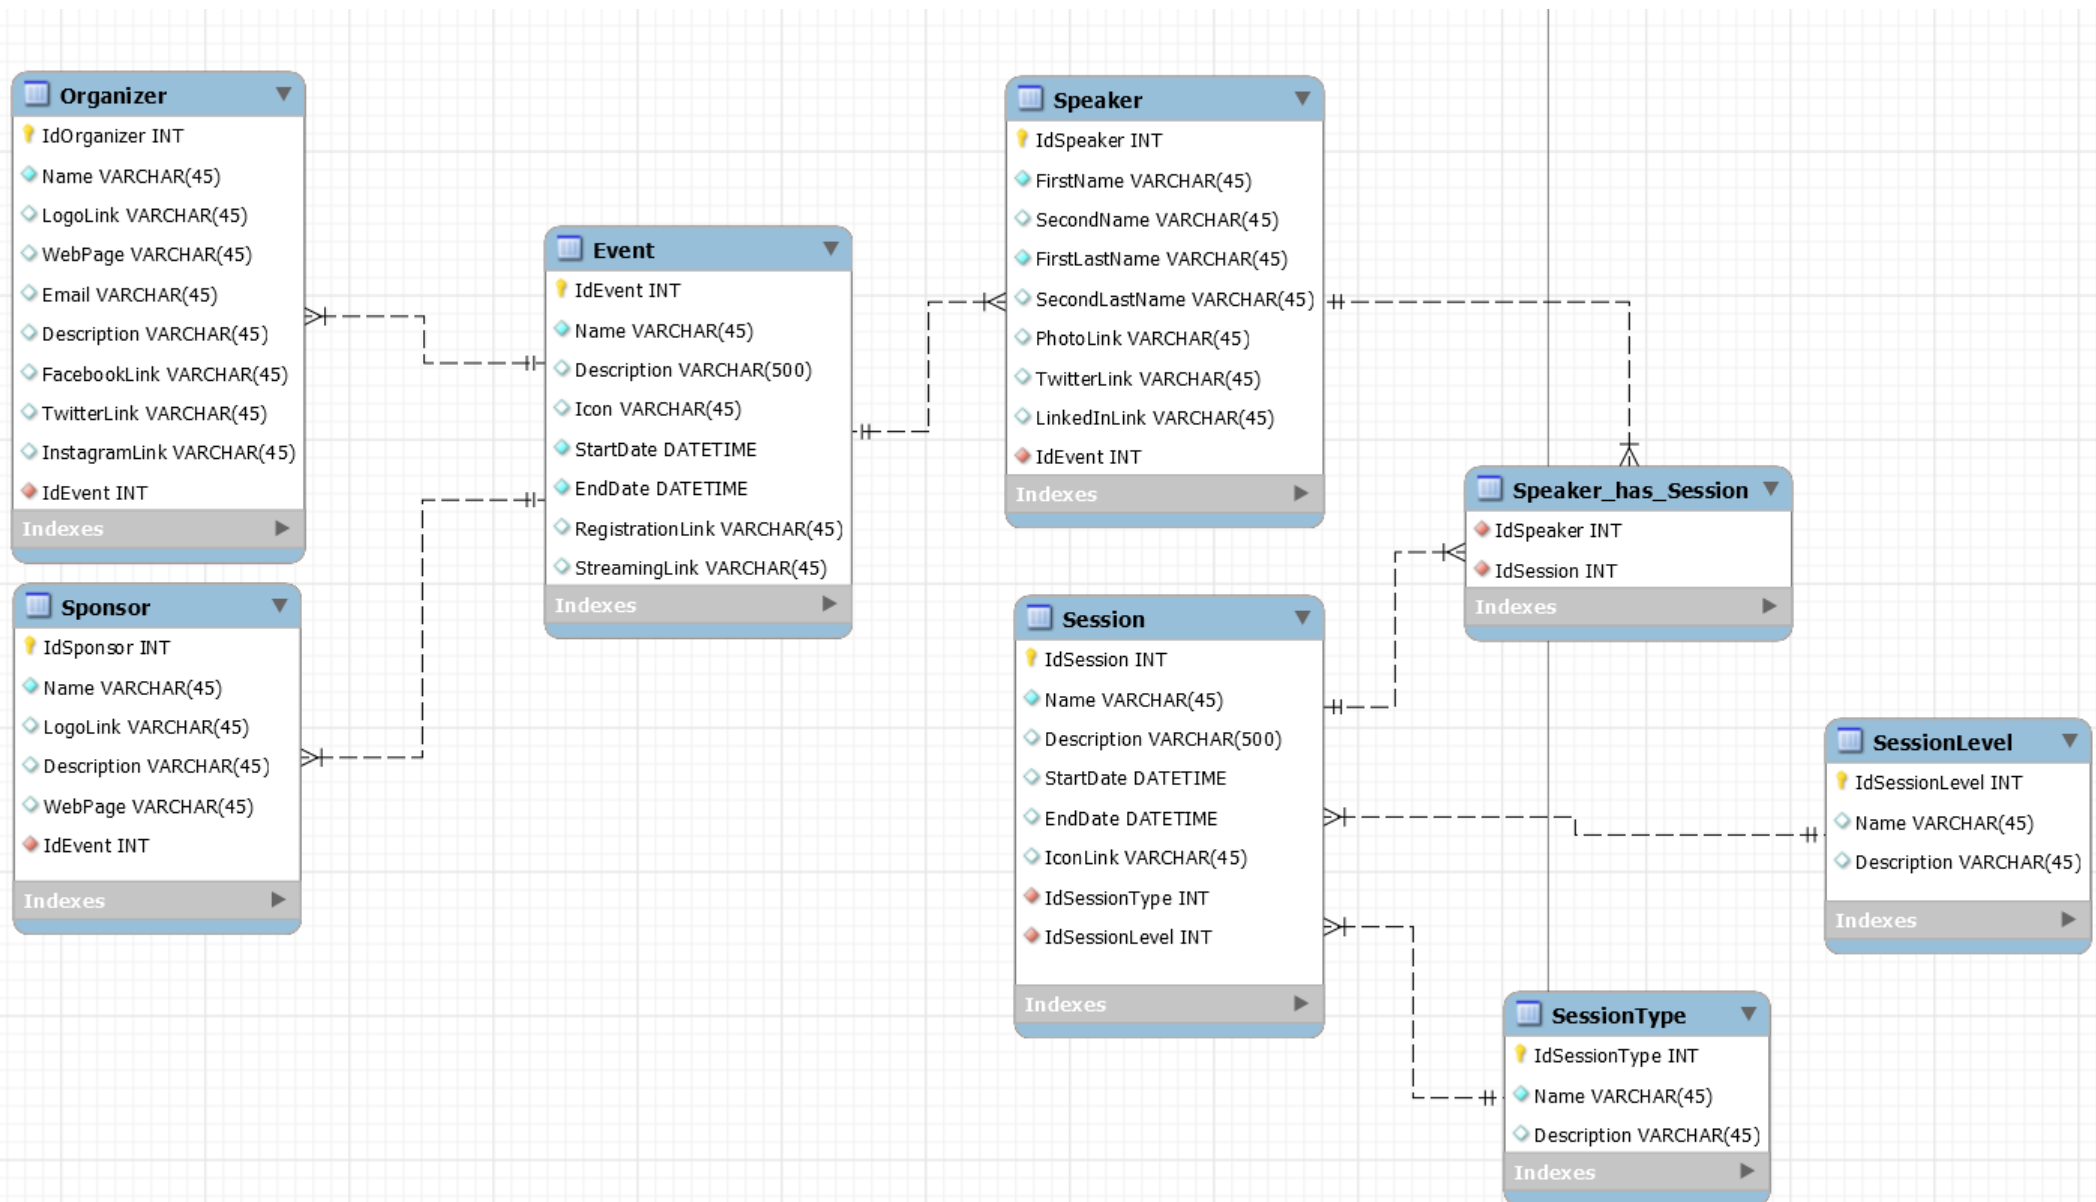 Organizer
IdOrganizer INT
Name VARCHAR(45)
LogoLink VARCHAR(45)
WebPage VARCHAR(45)
Email VARCHAR(45)
Description VARCHAR(45)
FacebookLink VARCHAR(45)
TwitterLink VARCHAR(45)
InstagramLink VARCHAR(45)
IdEvent INT
Indexes
Sponsor
IdSponsor INT
Name VARCHAR(45)
LogoLink VARCHAR(45)
Description VARCHAR(45)
WebPage VARCHAR(45)
IdEvent INT
Indexes
Event
IdEvent INT
Name VARCHAR(45)
Description VARCHAR(500)
Icon VARCHAR(45)
StartDate DATETIME
EndDate DATETIME
RegistrationLink VARCHAR(45)
StreamingLink VARCHAR(45)
Indexes
Speaker
IdSpeaker INT
FirstName VARCHAR(45)
SecondName VARCHAR(45)
FirstLastName VARCHAR(45)
SecondLastName VARCHAR(45)
PhotoLink VARCHAR(45)
TwitterLink VARCHAR(45)
LinkedInLink VARCHAR(45)
IdEvent INT
Indexes
Session
IdSession INT
Name VARCHAR(45)
Description VARCHAR(500)
StartDate DATETIME
EndDate DATETIME
IconLink VARCHAR(45)
IdSessionType INT
IdSessionLevel INT
Indexes
Speaker_has_Session
IdSpeaker INT
IdSession INT
Indexes
SessionLevel
IdSessionLevel INT
Name VARCHAR(45)
Description VARCHAR(45)
Indexes
SessionType
IdSessionType INT
Name VARCHAR(45)
Description VARCHAR(45)
Indexes